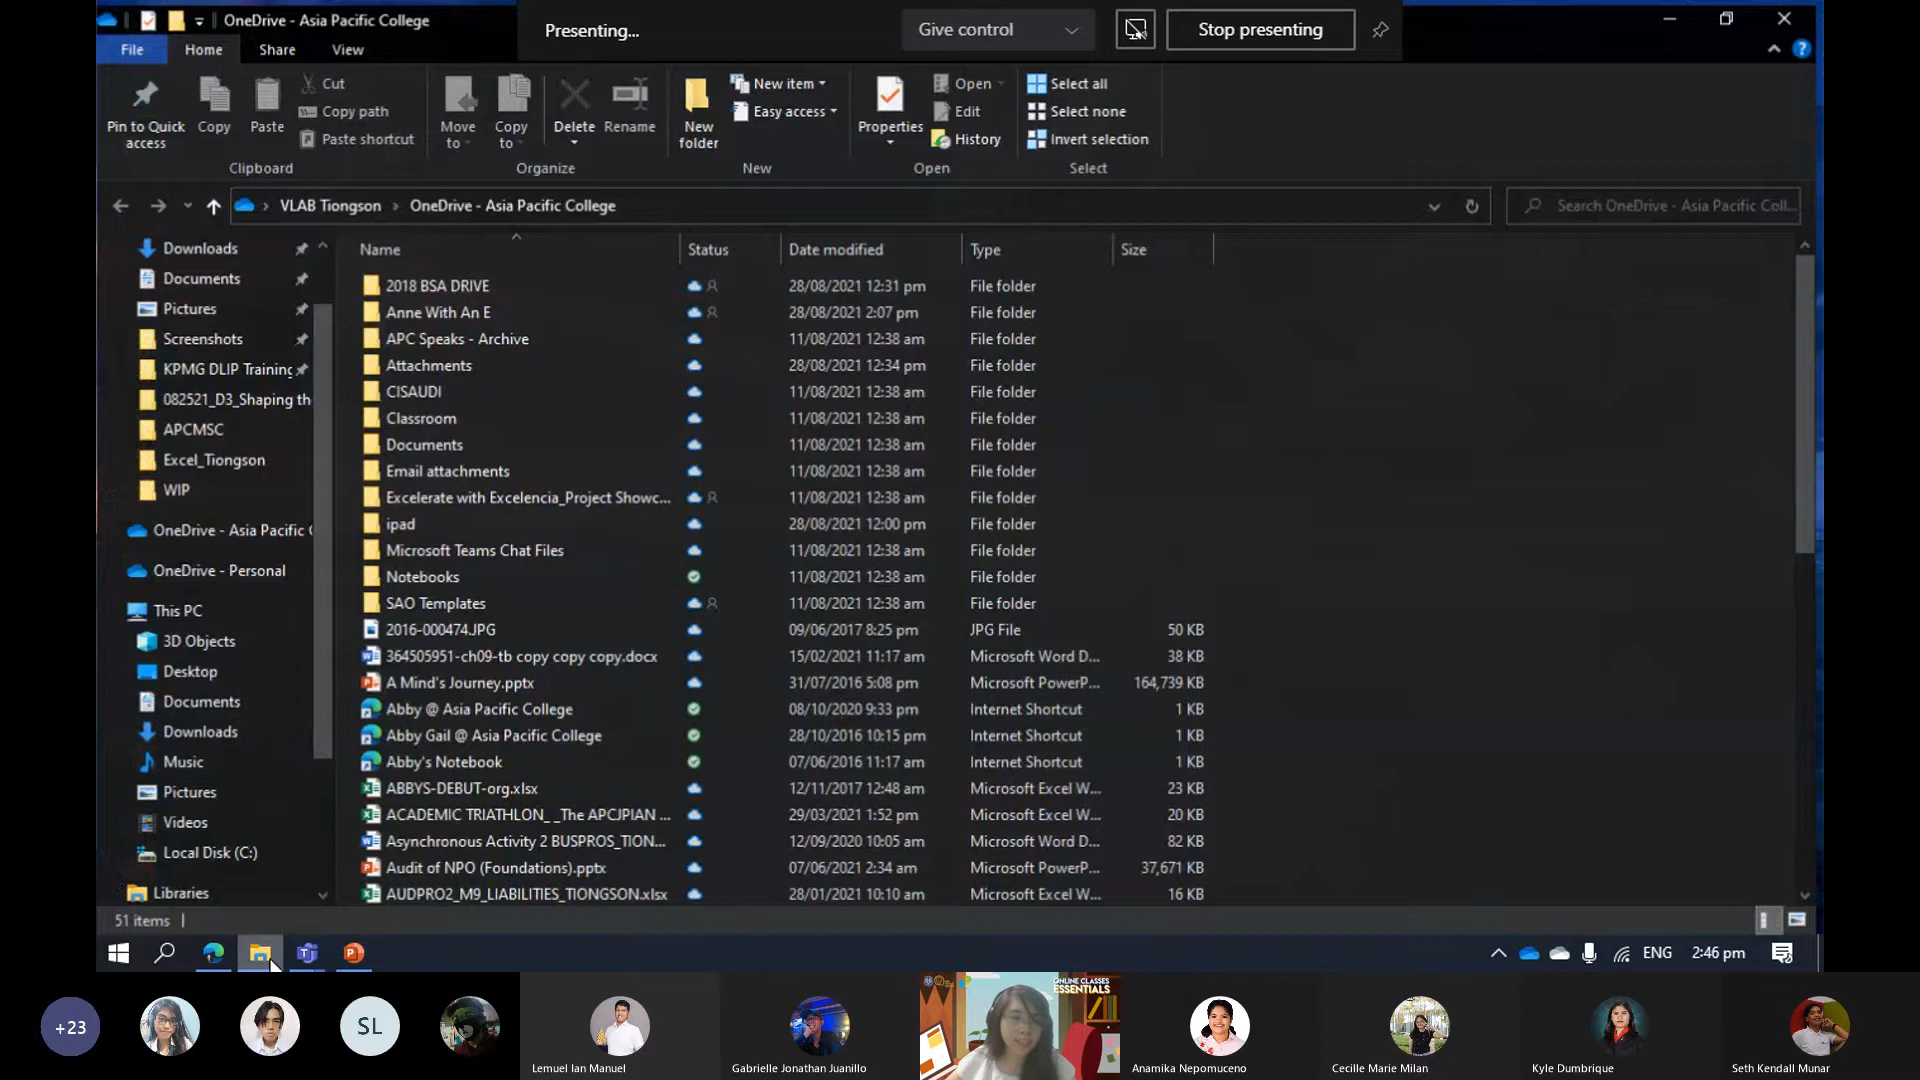 OneDrive - Asia Pacific College
Presenting...
Give control
Stop presenting
File Home Share View
Pin to Quick access
Copy
Paste
Cut
Copy path
Paste shortcut
Clipboard
Move to
Copy to
Delete
Rename
Organize
New folder
New item
Easy access
New
Properties
Open
Edit
History
Open
Select all
Select none
Invert selection
Select
VLAB Tiongson > OneDrive - Asia Pacific College
Search OneDrive - Asia Pacific Coll...
Downloads
Documents
Pictures
Screenshots
KPMG DLIP Training
082521_D3_Shaping th
APCMSC
Excel_Tiongson
WIP
OneDrive - Asia Pacific
OneDrive - Personal
This PC
3D Objects
Desktop
Documents
Downloads
Music
Pictures
Videos
Local Disk (C:)
Libraries
Name Status Date modified Type Size
2018 BSA DRIVE 28/08/2021 12:31 pm File folder
Anne With An E 28/08/2021 2:07 pm File folder
APC Speaks - Archive 11/08/2021 12:38 am File folder
Attachments 28/08/2021 12:34 pm File folder
CISAUDI 11/08/2021 12:38 am File folder
Classroom 11/08/2021 12:38 am File folder
Documents 11/08/2021 12:38 am File folder
Email attachments 11/08/2021 12:38 am File folder
Excelerate with Excelencia_Project Showc... 11/08/2021 12:38 am File folder
ipad 28/08/2021 12:00 pm File folder
Microsoft Teams Chat Files 11/08/2021 12:38 am File folder
Notebooks 11/08/2021 12:38 am File folder
SAO Templates 11/08/2021 12:38 am File folder
2016-000474.JPG 09/06/2017 8:25 pm JPG File 50 KB
364505951-ch09-tb copy copy copy.docx 15/02/2021 11:17 am Microsoft Word D... 38 KB
A Mind's Journey.pptx 31/07/2016 5:08 pm Microsoft PowerP... 164,739 KB
Abby @ Asia Pacific College 08/10/2020 9:33 pm Internet Shortcut 1 KB
Abby Gail @ Asia Pacific College 28/10/2016 10:15 pm Internet Shortcut 1 KB
Abby's Notebook 07/06/2016 11:17 am Internet Shortcut 1 KB
ABBYS-DEBUT-org.xlsx 12/11/2017 12:48 am Microsoft Excel W... 23 KB
ACADEMIC TRIATHLON_ _The APCJPIAN ... 29/03/2021 1:52 pm Microsoft Excel W... 20 KB
Asynchronous Activity 2 BUSPROS_TION... 12/09/2020 10:05 am Microsoft Word D... 82 KB
Audit of NPO (Foundations).pptx 07/06/2021 2:34 am Microsoft PowerP... 37,671 KB
AUDPRO2_M9_LIABILITIES_TIONGSON.xlsx 28/01/2021 10:10 am Microsoft Excel W... 16 KB
51 items
ENG 2:46 pm
+23
SL
ONLINE CLASSES
ESSENTIALS
Lemuel Ian Manuel
Gabrielle Jonathan Juanillo
Anamika Nepomuceno
Cecille Marie Milan
Kyle Dumbrique
Seth Kendall Munar